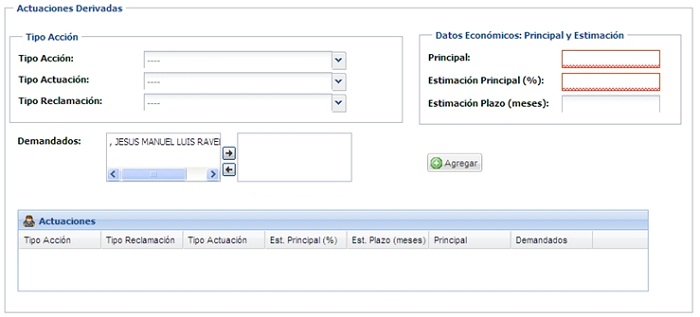 Actuaciones Derivadas
Tipo Acción
Tipo Acción: ----
Tipo Actuación: ----
Tipo Reclamación: ----
Datos Económicos: Principal y Estimación
Principal:
Estimación Principal (%):
Estimación Plazo (meses):
Demandados: , JESUS MANUEL LUIS
Agregar
Actuaciones
Tipo Acción Tipo Reclamación Tipo Actuación Est. Principal (%) Est. Plazo (meses) Principal Demandados